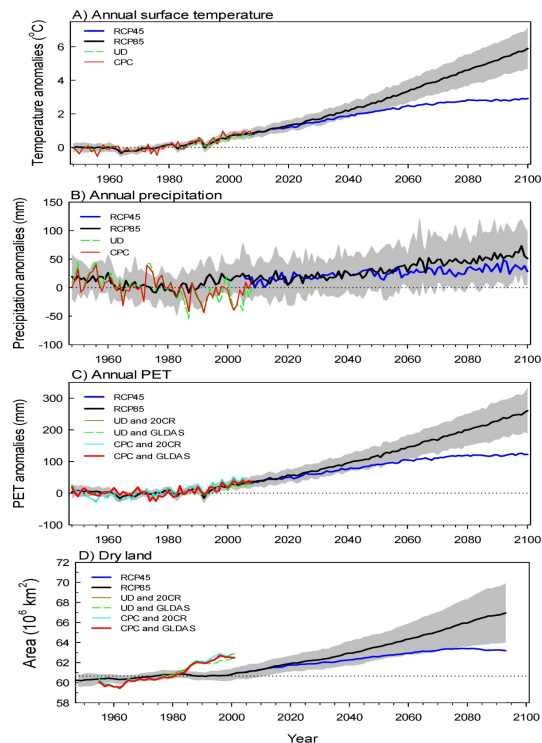 A) Annual surface temperature
Temperature anomalies (°C)
RCP45
RCP85
UD
CPC
6
4
2
0
1960 1980 2000 2020 2040 2060 2080 2100
B) Annual precipitation
Precipitation anomalies (mm)
RCP45
RCP85
UD
CPC
150
100
50
0
-50
-100
1960 1980 2000 2020 2040 2060 2080 2100
C) Annual PET
PET anomalies (mm)
RCP45
RCP85
UD and 20CR
UD and GLDAS
CPC and 20CR
CPC and GLDAS
300
200
100
0
-100
1960 1980 2000 2020 2040 2060 2080 2100
D) Dry land
Area (10⁶ km²)
RCP45
RCP85
UD and 20CR
UD and GLDAS
CPC and 20CR
CPC and GLDAS
72
70
68
66
64
62
60
58
1960 1980 2000 2020 2040 2060 2080 2100
Year